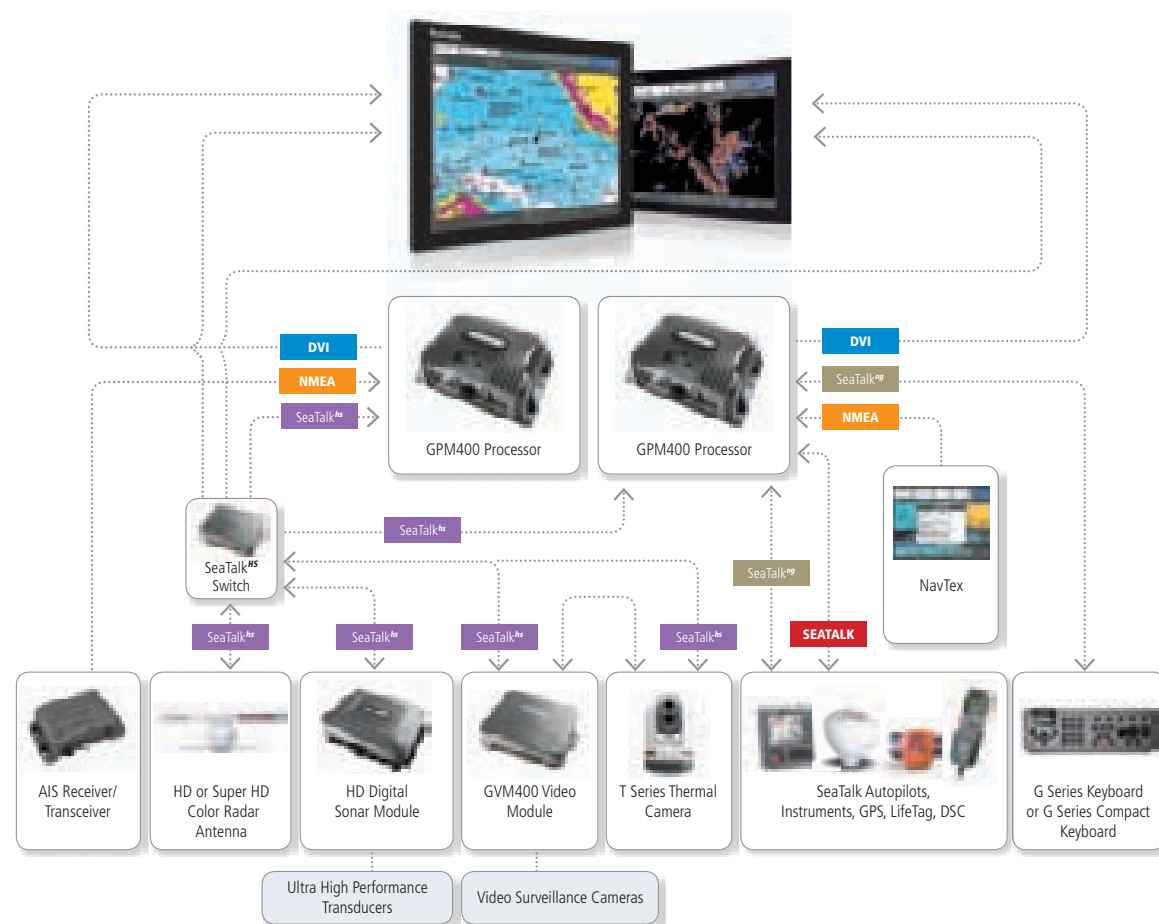 DVI
NMEA
SeaTalkhs
GPM400 Processor
GPM400 Processor
DVI
SeaTalkng
NMEA
SeaTalkHS
Switch
SeaTalkhs
SeaTalkng
NavTex
SeaTalkhs
SeaTalkhs
SeaTalkhs
SeaTalkhs
SEATALK
AIS Receiver/
Transceiver
HD or Super HD
Color Radar
Antenna
HD Digital
Sonar Module
GVM400 Video
Module
T Series Thermal
Camera
SeaTalk Autopilots,
Instruments, GPS, LifeTag, DSC
G Series Keyboard
or G Series Compact
Keyboard
Ultra High Performance
Transducers
Video Surveillance Cameras